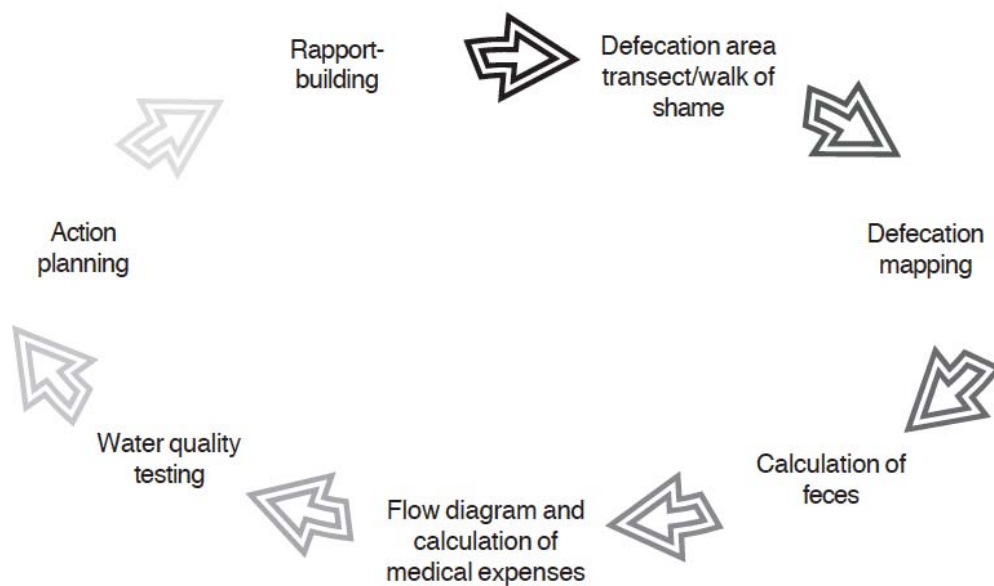 Rapport-
building
Defecation area
transect/walk of
shame
Defecation
mapping
Calculation of
feces
Flow diagram and
calculation of
medical expenses
Water quality
testing
Action
planning